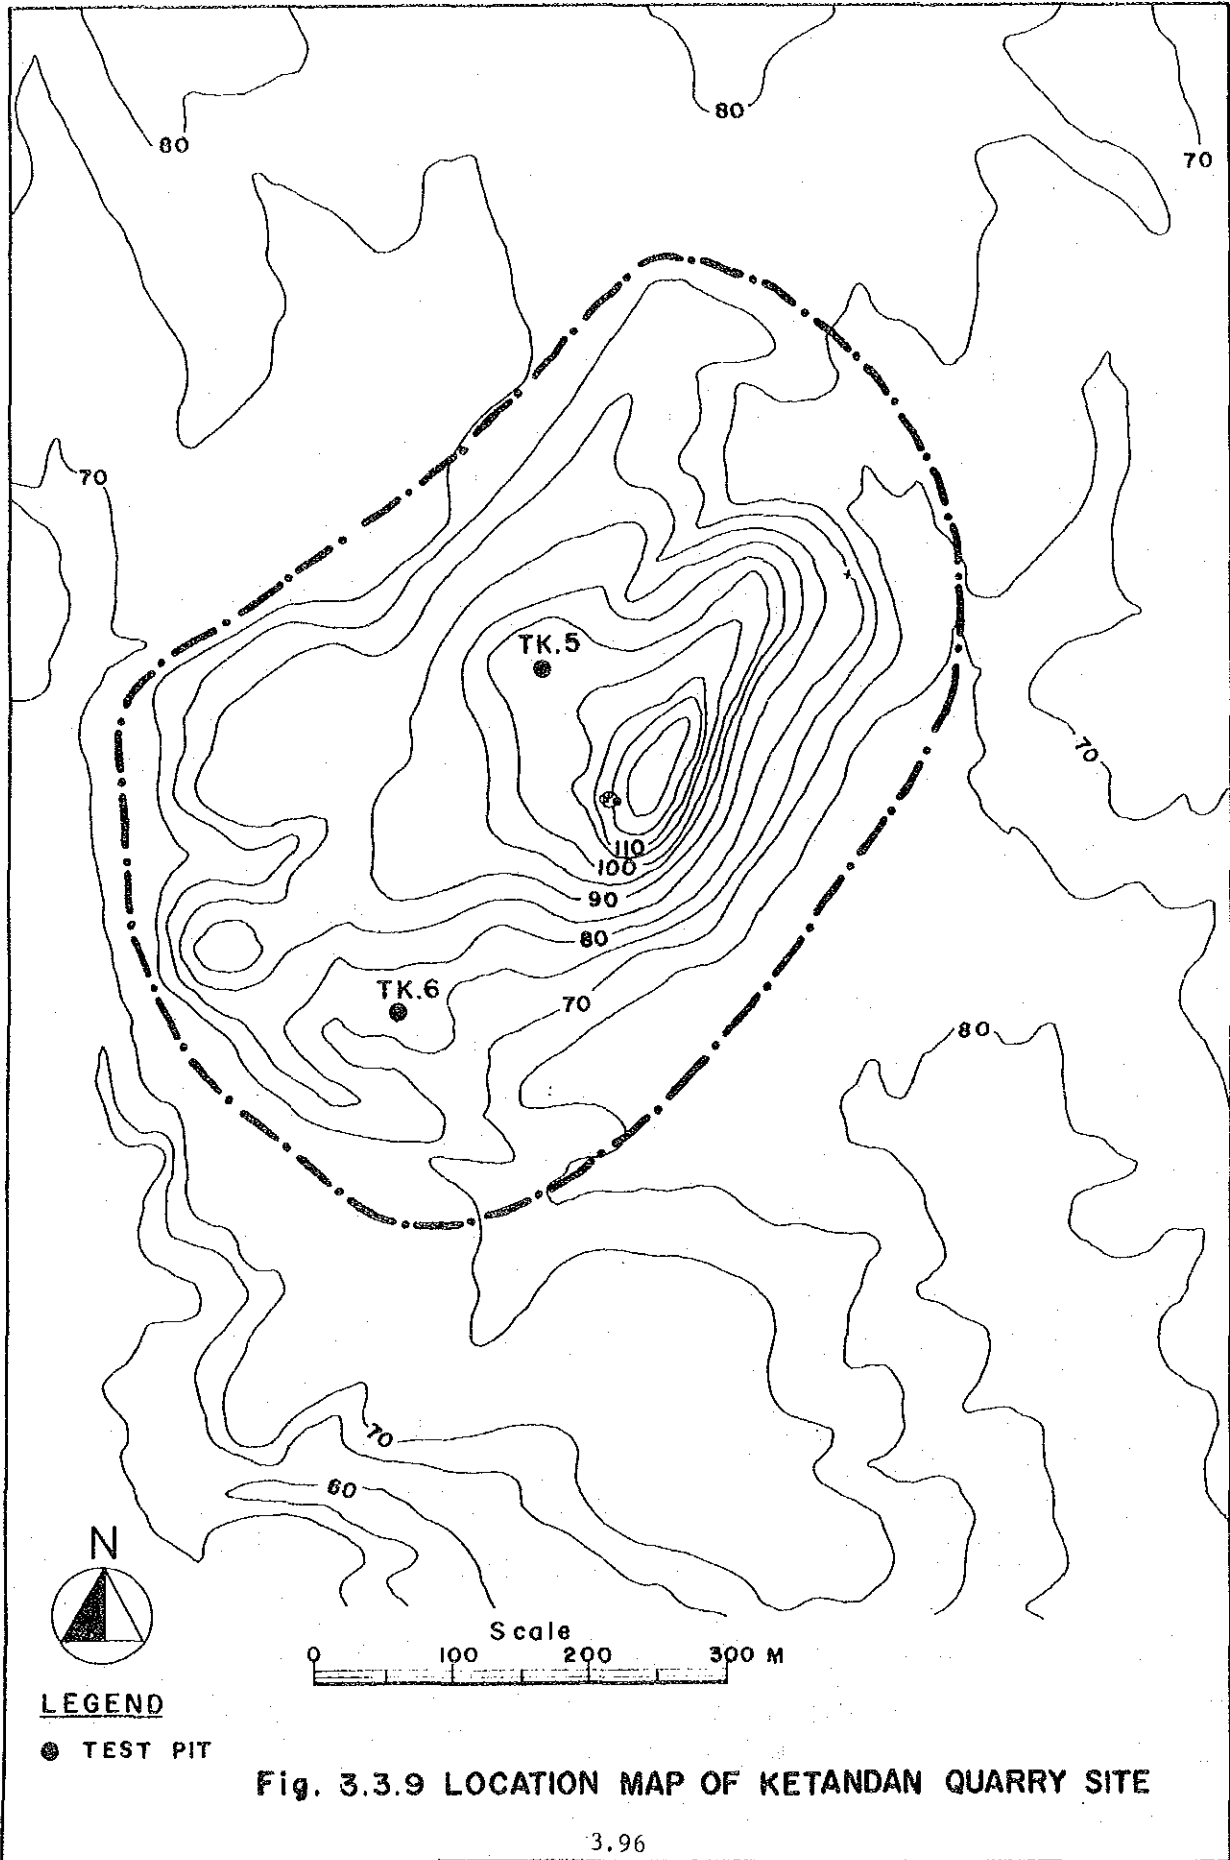 80
80
70
70
TK.5
110
100
90
80
TK.6
70
70
80
70
60
N
Scale
0 100 200 300 M
LEGEND
TEST PIT
Fig. 3.3.9 LOCATION MAP OF KETANDAN QUARRY SITE
3.96